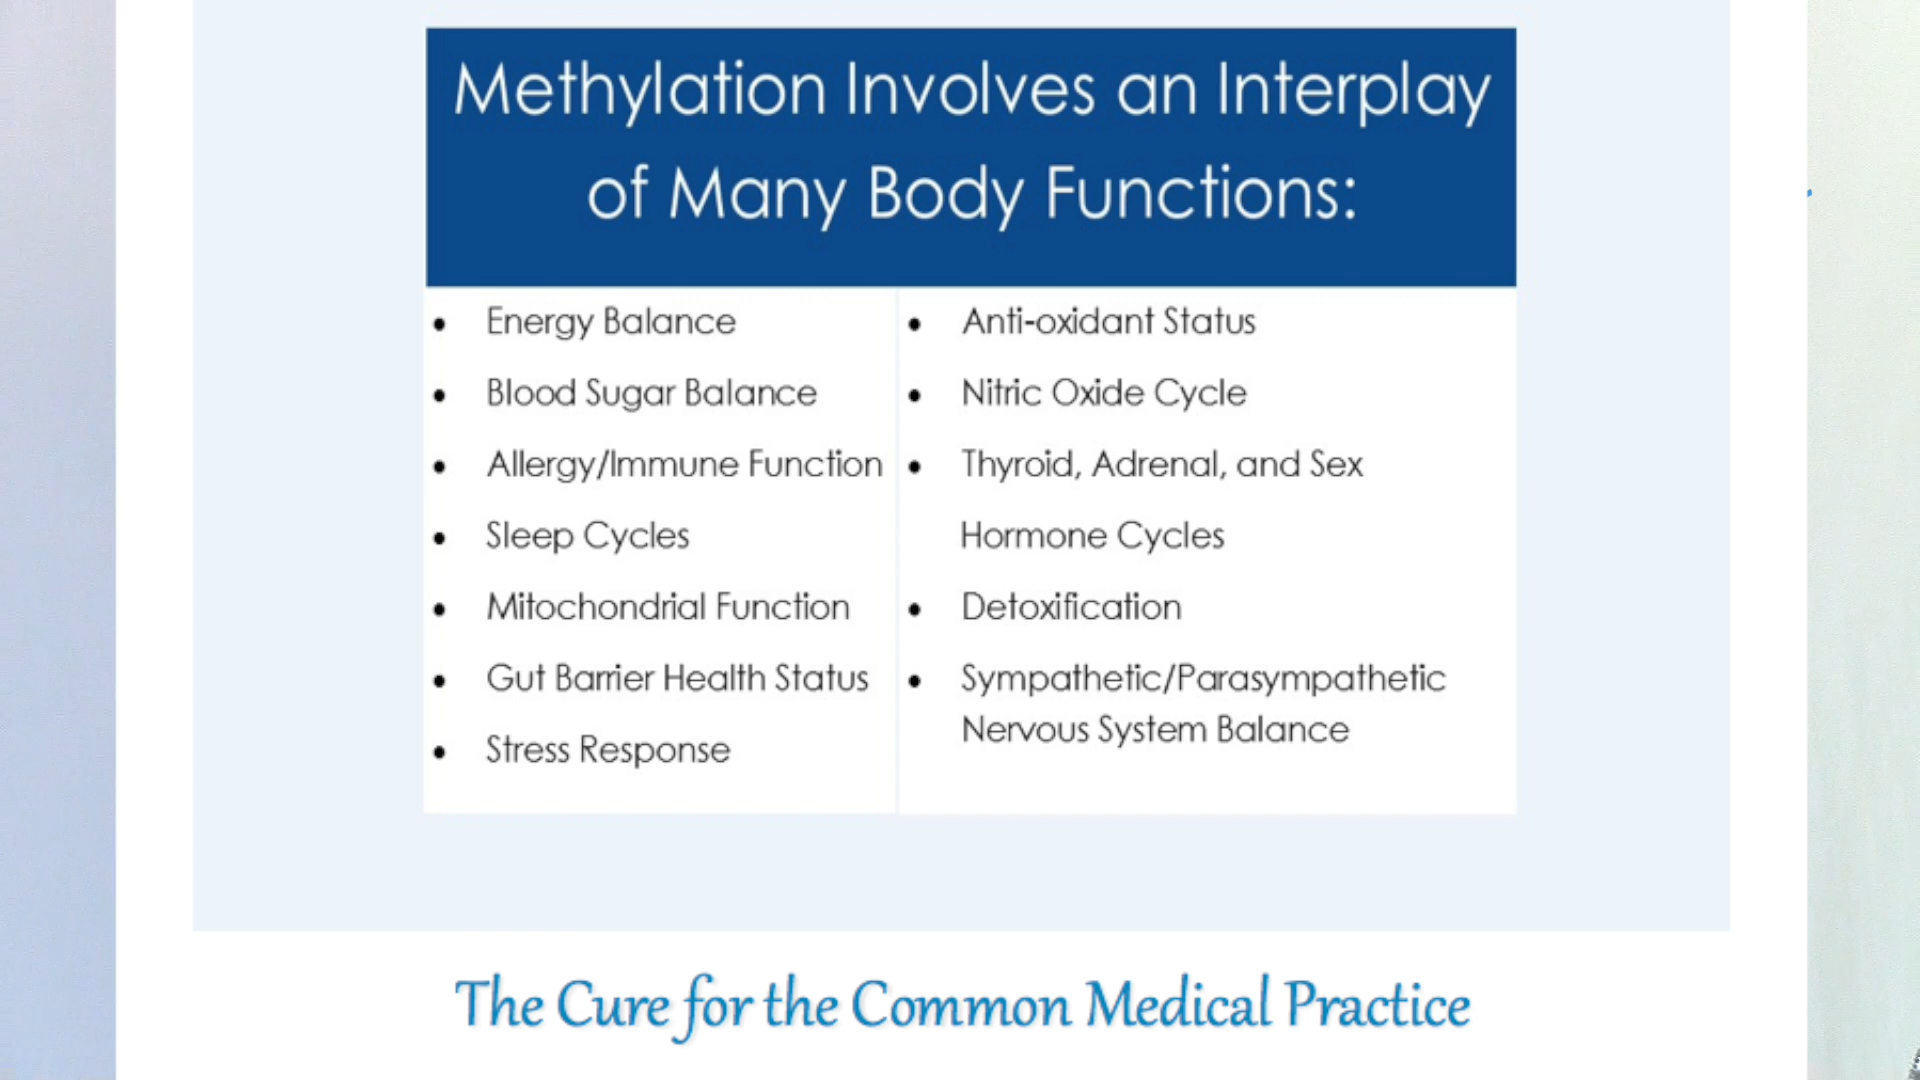 Methylation Involves an Interplay
of Many Body Functions:
• Energy Balance
• Blood Sugar Balance
• Allergy/Immune Function
• Sleep Cycles
• Mitochondrial Function
• Gut Barrier Health Status
• Stress Response
• Anti-oxidant Status
• Nitric Oxide Cycle
• Thyroid, Adrenal, and Sex
Hormone Cycles
• Detoxification
• Sympathetic/Parasympathetic
Nervous System Balance
The Cure for the Common Medical Practice